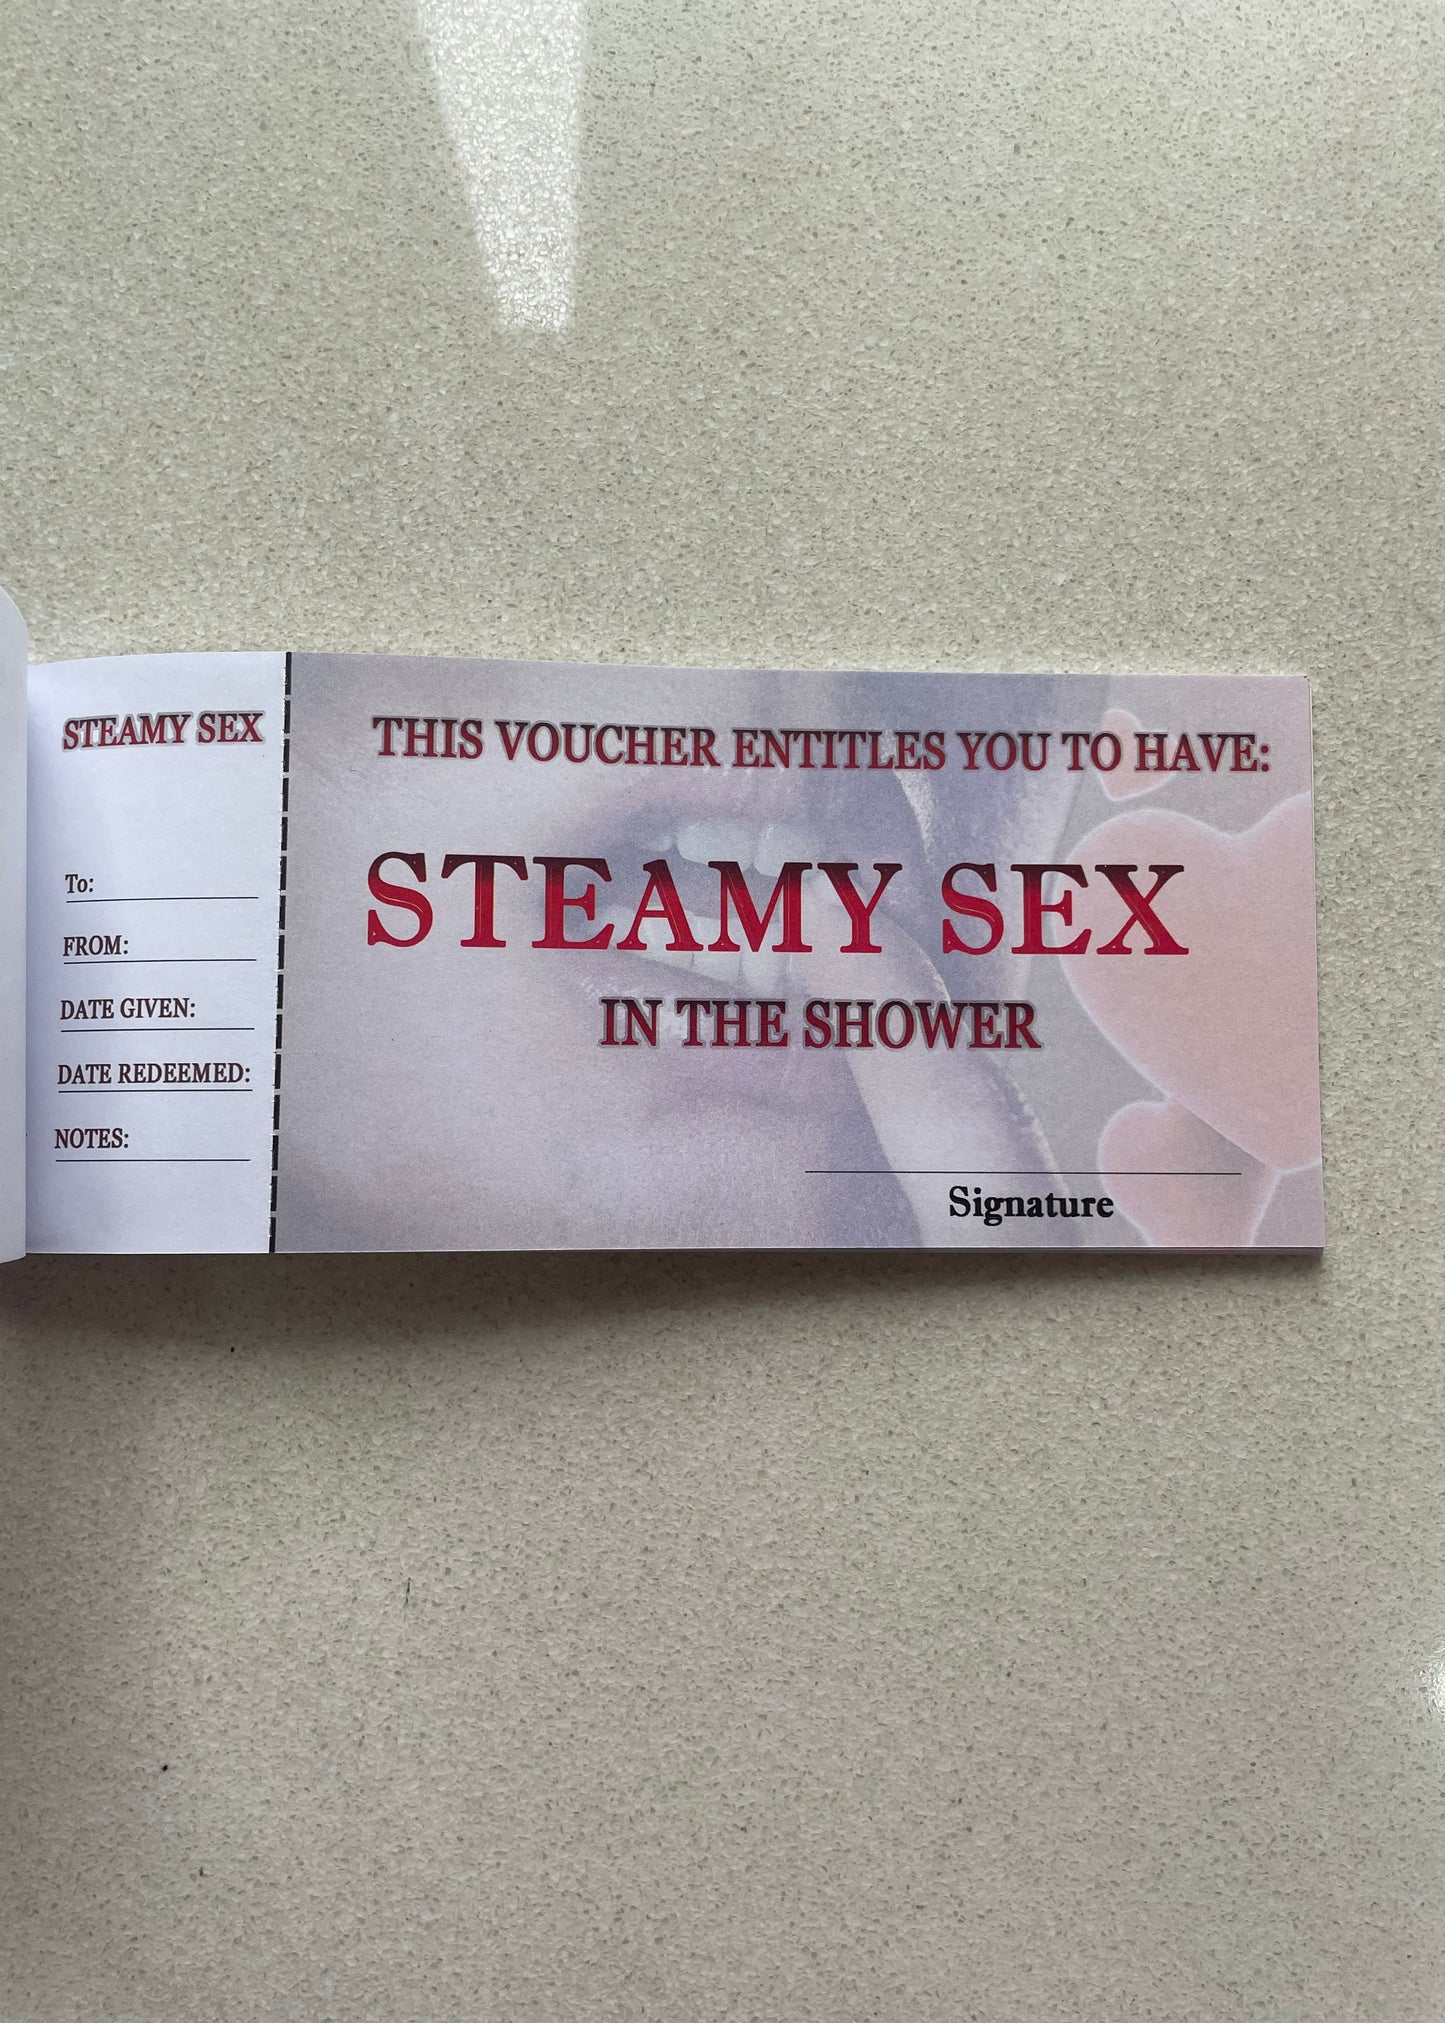 STEAMY SEX
To:
FROM:
DATE GIVEN:
DATE REDEEMED:
NOTES:
THIS VOUCHER ENTITLES YOU TO HAVE:
STEAMY SEX
IN THE SHOWER
Signature